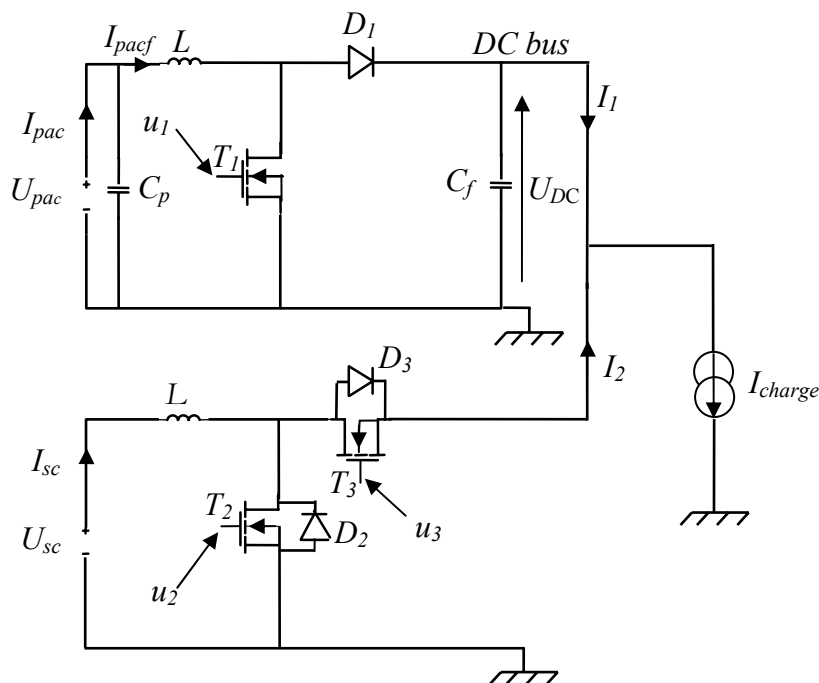 I_pacf
L
D_1
DC bus
I_1
I_pac
u_1
T_1
U_pac
+
-
C_p
C_f
U_DC
D_3
I_2
I_charge
L
I_sc
T_3
T_2
u_3
U_sc
+
-
D_2
u_2